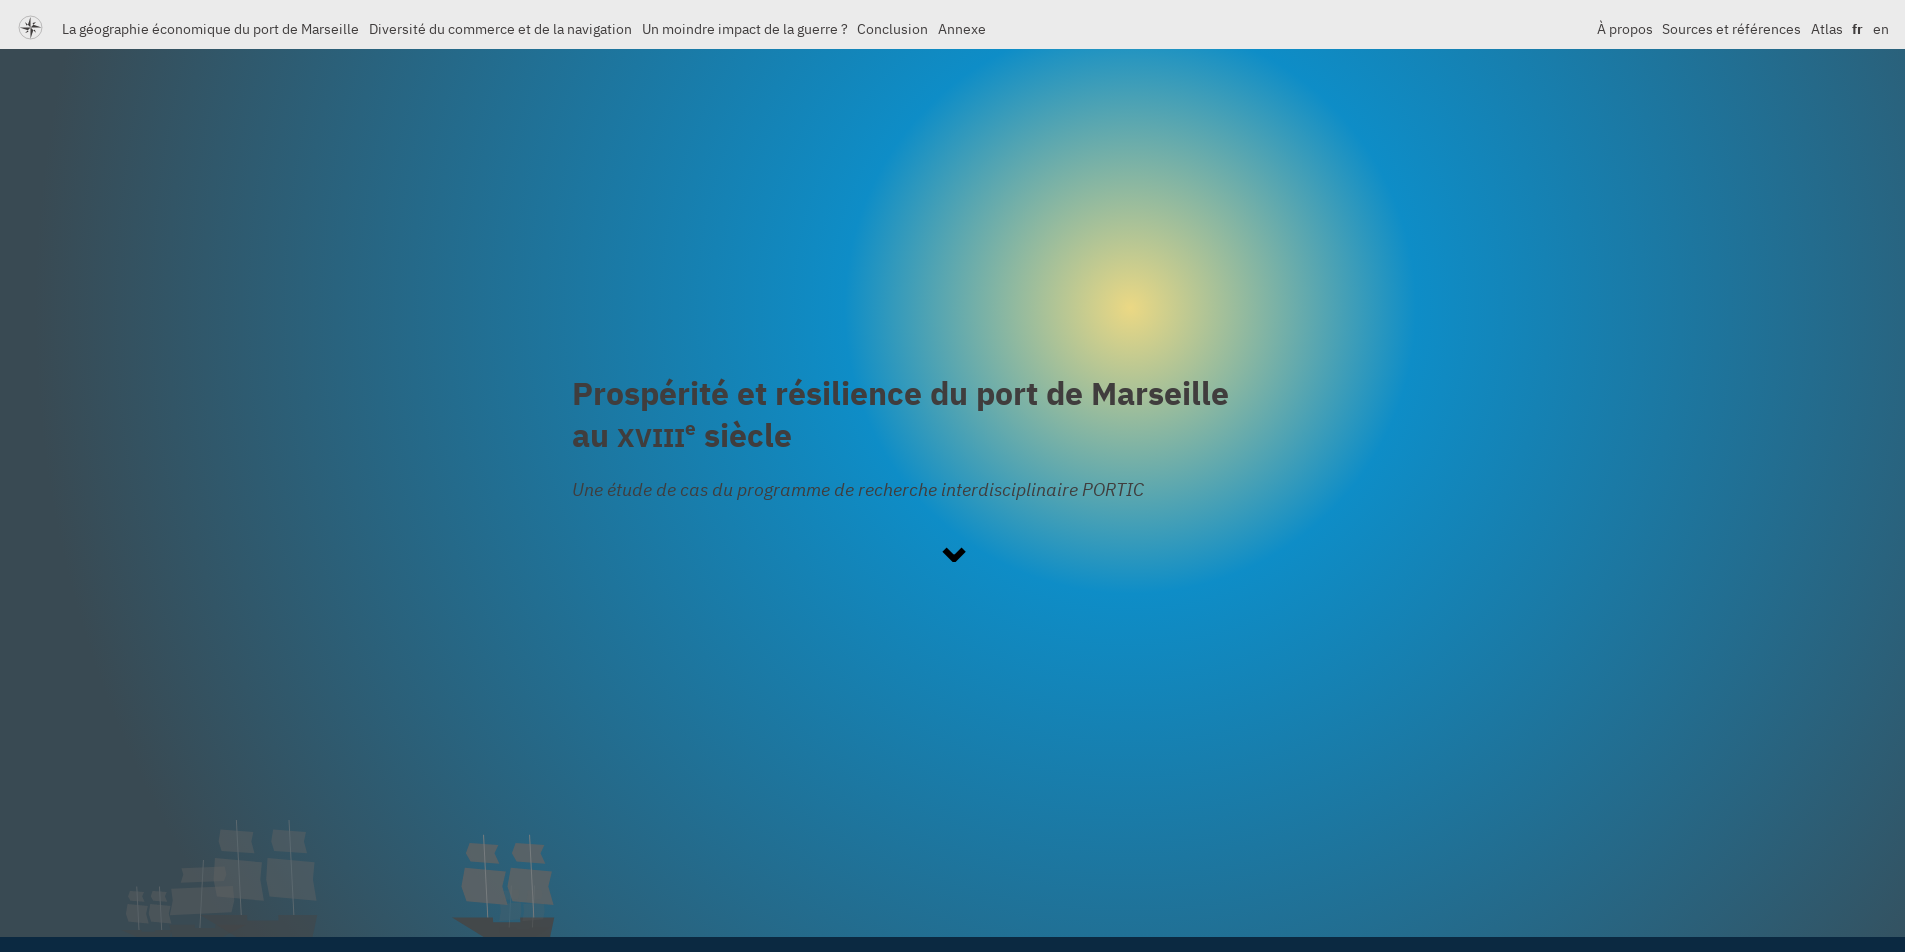 La géographie économique du port de Marseille Diversité du commerce et de la navigation Un moindre impact de la guerre ? Conclusion Annexe À propos Sources et références Atlas fr en
Prospérité et résilience du port de Marseille
au XVIIIe siècle
Une étude de cas du programme de recherche interdisciplinaire PORTIC